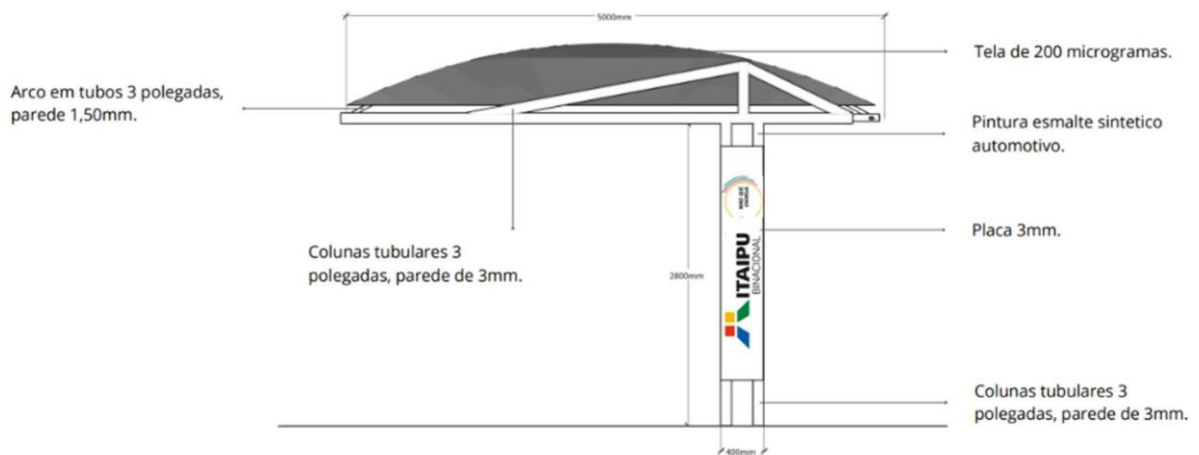 5000mm
Tela de 200 microgramas.
Arco em tubos 3 polegadas,
parede 1,50mm.
Pintura esmalte sintetico
automotivo.
Placa 3mm.
Colunas tubulares 3
polegadas, parede de 3mm.
2800mm
ITAIPU
BINACIONAL
Colunas tubulares 3
polegadas, parede de 3mm.
400mm